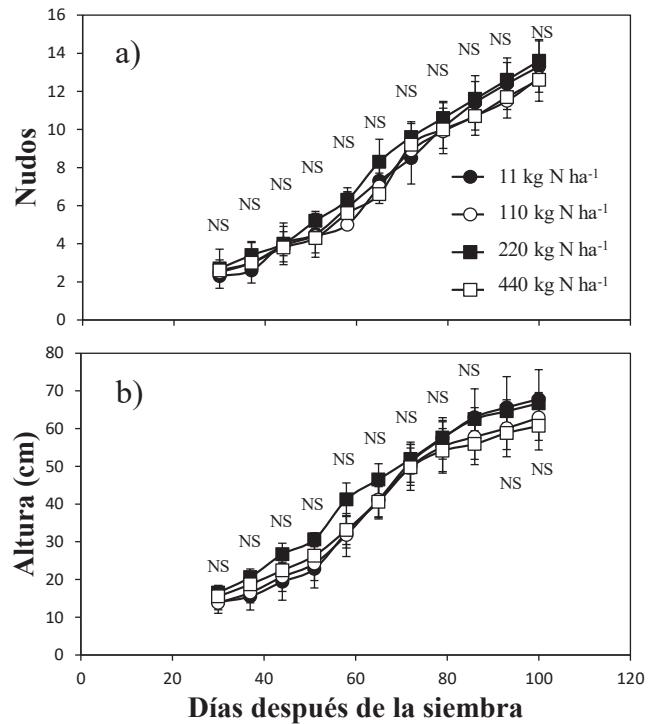 16
14
12
10
8
6
4
2
0
Nudos
a)
NS
NS
NS
NS
NS
NS
NS
NS
NS
NS
NS
11 kg N ha⁻¹
110 kg N ha⁻¹
220 kg N ha⁻¹
440 kg N ha⁻¹
80
70
60
50
40
30
20
10
0
Altura (cm)
b)
NS
NS
NS
NS
NS
NS
NS
NS
NS
NS
NS
0 20 40 60 80 100 120
Días después de la siembra